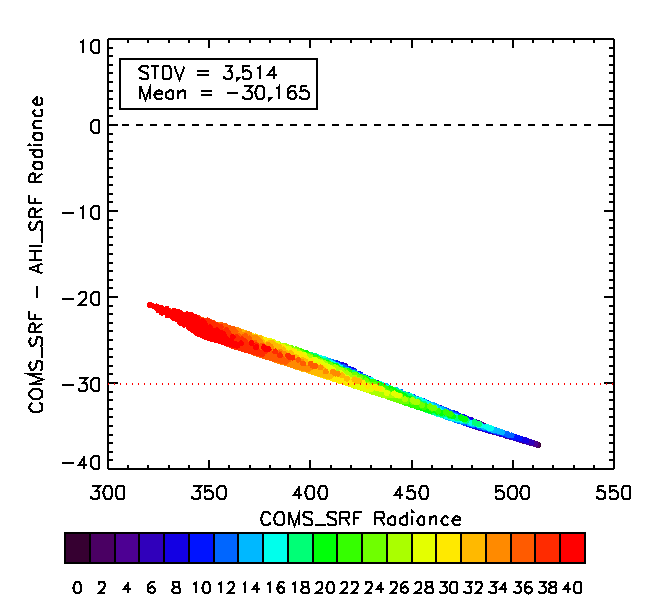 10
STDV = 3,514
Mean = -30,165
0
-10
-20
-30
-40
COMS_SRF - AHI_SRF Radiance
300 350 400 450 500 550
COMS_SRF Radiance
0 2 4 6 8 10 12 14 16 18 20 22 24 26 28 30 32 34 36 38 40